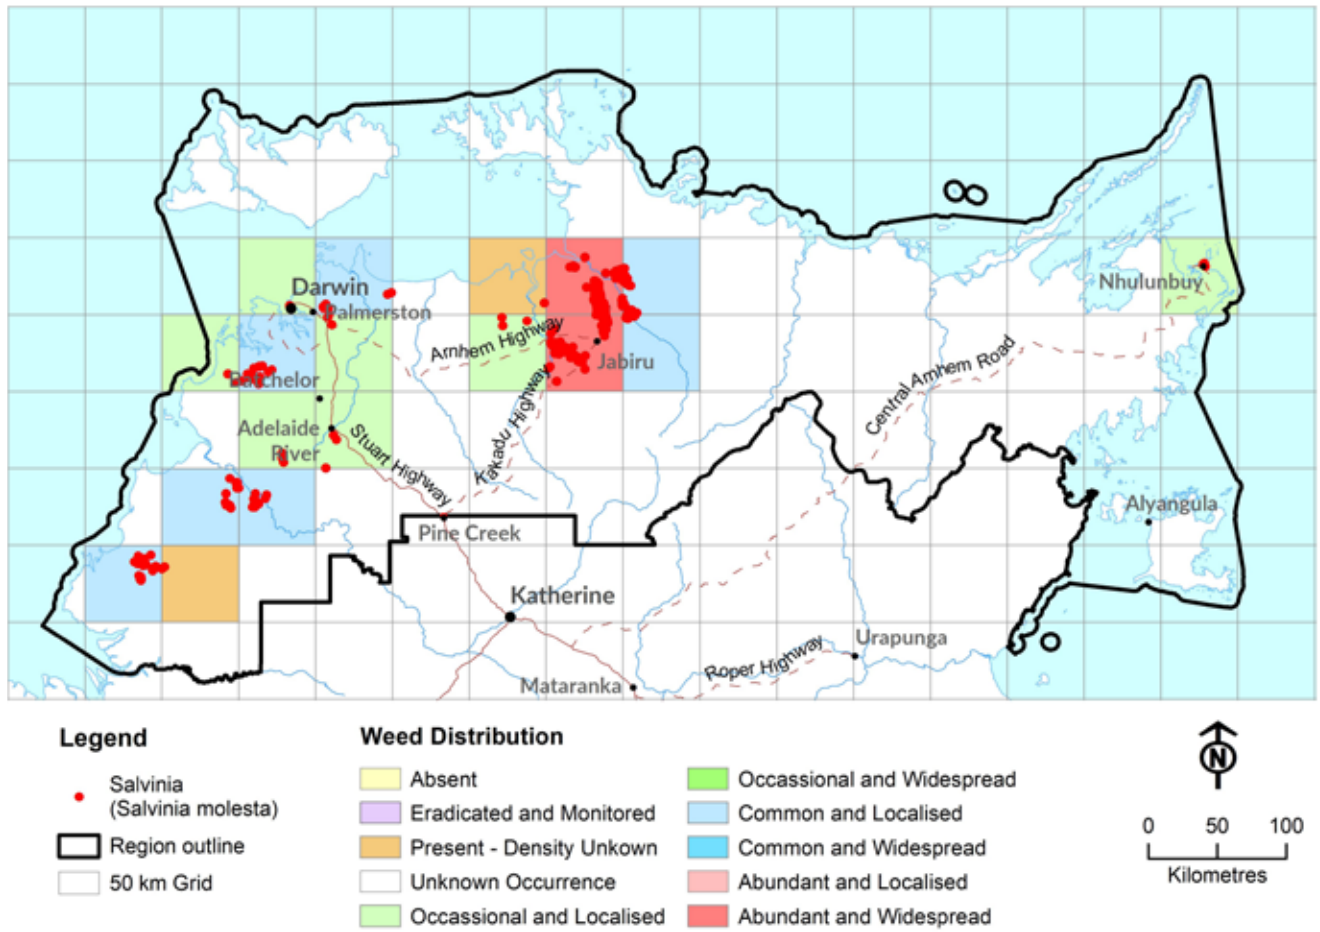 Darwin
Palmerston
Nhulunbuy
Arnhem Highway
Jabiru
Batchelor
Central Arnhem Road
Kakadu Highway
Adelaide
River
Stuart Highway
Alyangula
Pine Creek
Katherine
Urapunga
Roper Highway
Mataranka
Legend
Salvinia
(Salvinia molesta)
Region outline
50 km Grid
Weed Distribution
Absent
Eradicated and Monitored
Present - Density Unkown
Unknown Occurrence
Occassional and Localised
Occassional and Widespread
Common and Localised
Common and Widespread
Abundant and Localised
Abundant and Widespread
N
0 50 100
Kilometres